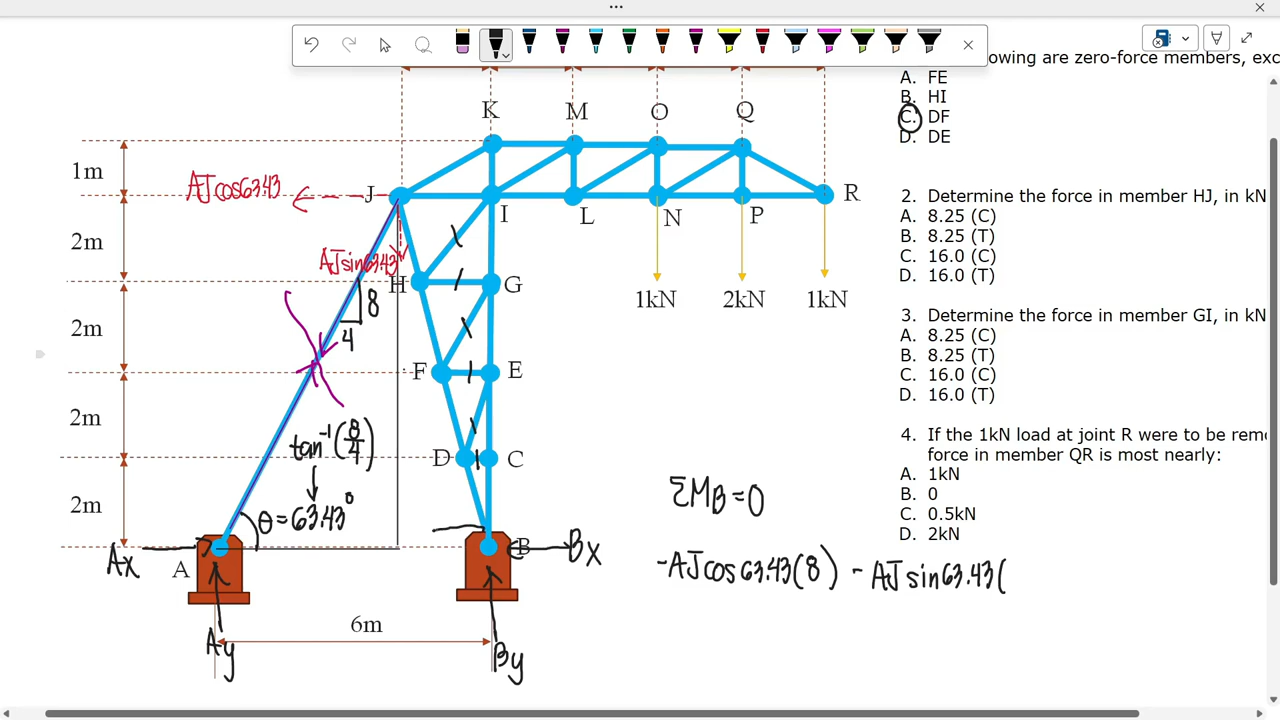 owing are zero-force members, exc
A. FE
B. HI
C. DF
D. DE
K
M
O
Q
1m
AJcos63.43
J
R
I
L
N
P
2m
AJsin63.43
H
G
2. Determine the force in member HJ, in kN
A. 8.25 (C)
B. 8.25 (T)
C. 16.0 (C)
D. 16.0 (T)
1kN
2kN
1kN
2m
8
4
F
E
3. Determine the force in member GI, in kN
A. 8.25 (C)
B. 8.25 (T)
C. 16.0 (C)
D. 16.0 (T)
2m
tan⁻¹(8/4)
D
C
4. If the 1kN load at joint R were to be rem
force in member QR is most nearly:
A. 1kN
B. 0
C. 0.5kN
D. 2kN
2m
θ = 63.43°
ΣMB = 0
Ax
A
B
Bx
-AJcos63.43(8) - AJsin63.43(
6m
Ay
By